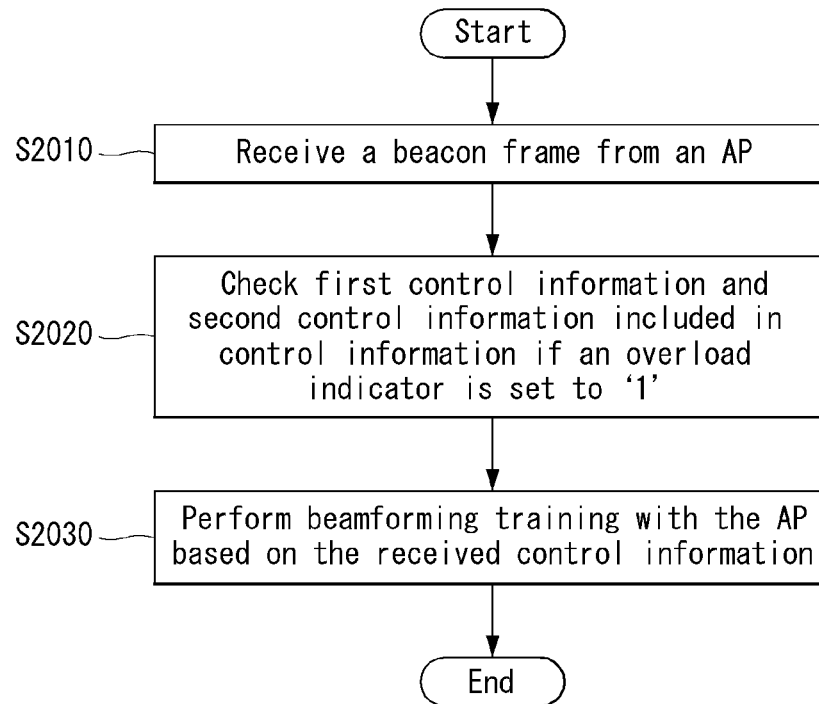 Start
S2010
Receive a beacon frame from an AP
S2020
Check first control information and
second control information included in
control information if an overload
indicator is set to ‘1’
S2030
Perform beamforming training with the AP
based on the received control information
End